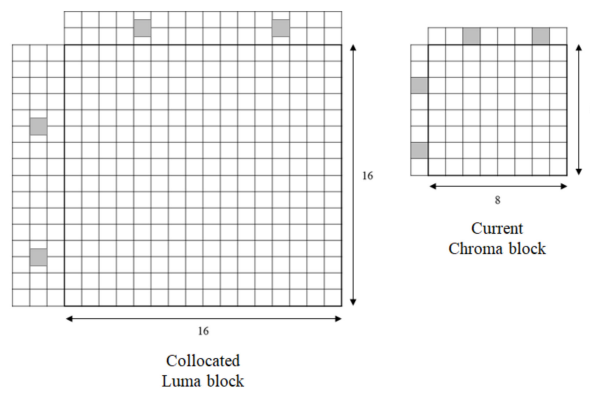 16
8
16
Current
Chroma block
Collocated
Luma block